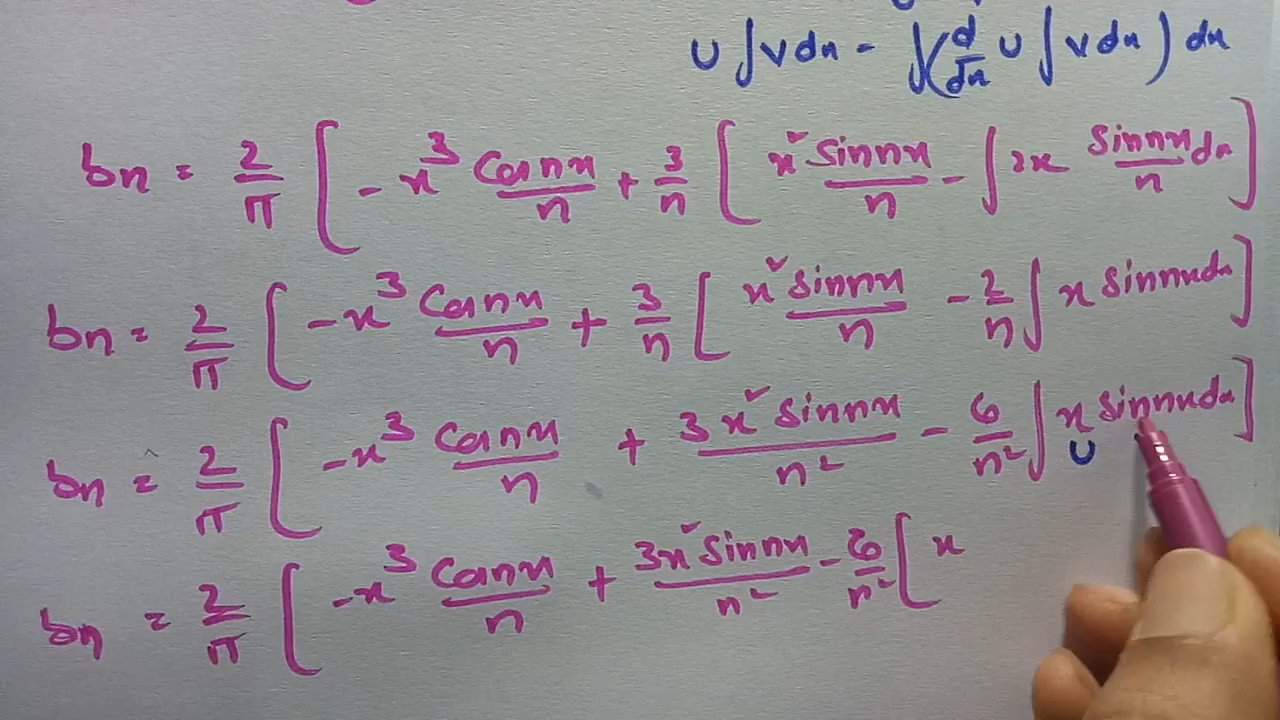 U ∫ V dx - ∫( d/dx U ∫ V dx ) dx
bn = 2/π [ - x³ cos nx/n + 3/n [ x² sin nx/n - ∫ 2x sin nx/n dx ]
bn = 2/π [ - x³ cos nx/n + 3/n [ x² sin nx/n - 2/n ∫ x sin nx dx ]
bn = 2/π [ - x³ cos nx/n + 3x² sin nx/n² - 6/n² ∫ x sin nx dx ]
U
bn = 2/π [ - x³ cos nx/n + 3x² sin nx/n² - 6/n² [ x